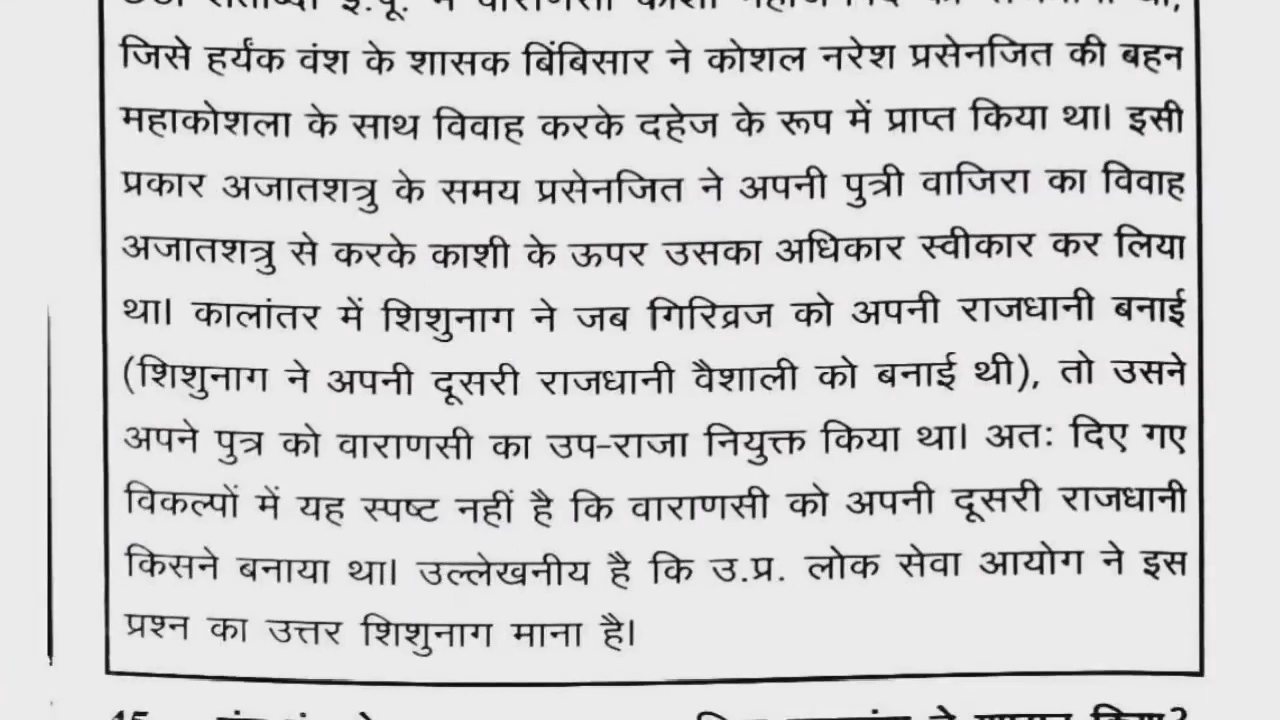 जिसे हर्यंक वंश के शासक बिंबिसार ने कोशल नरेश प्रसेनजित की बहन
महाकोशला के साथ विवाह करके दहेज के रूप में प्राप्त किया था। इसी
प्रकार अजातशत्रु के समय प्रसेनजित ने अपनी पुत्री वाजिरा का विवाह
अजातशत्रु से करके काशी के ऊपर उसका अधिकार स्वीकार कर लिया
था। कालांतर में शिशुनाग ने जब गिरिव्रज को अपनी राजधानी बनाई
(शिशुनाग ने अपनी दूसरी राजधानी वैशाली को बनाई थी), तो उसने
अपने पुत्र को वाराणसी का उप-राजा नियुक्त किया था। अतः दिए गए
विकल्पों में यह स्पष्ट नहीं है कि वाराणसी को अपनी दूसरी राजधानी
किसने बनाया था। उल्लेखनीय है कि उ.प्र. लोक सेवा आयोग ने इस
प्रश्न का उत्तर शिशुनाग माना है।